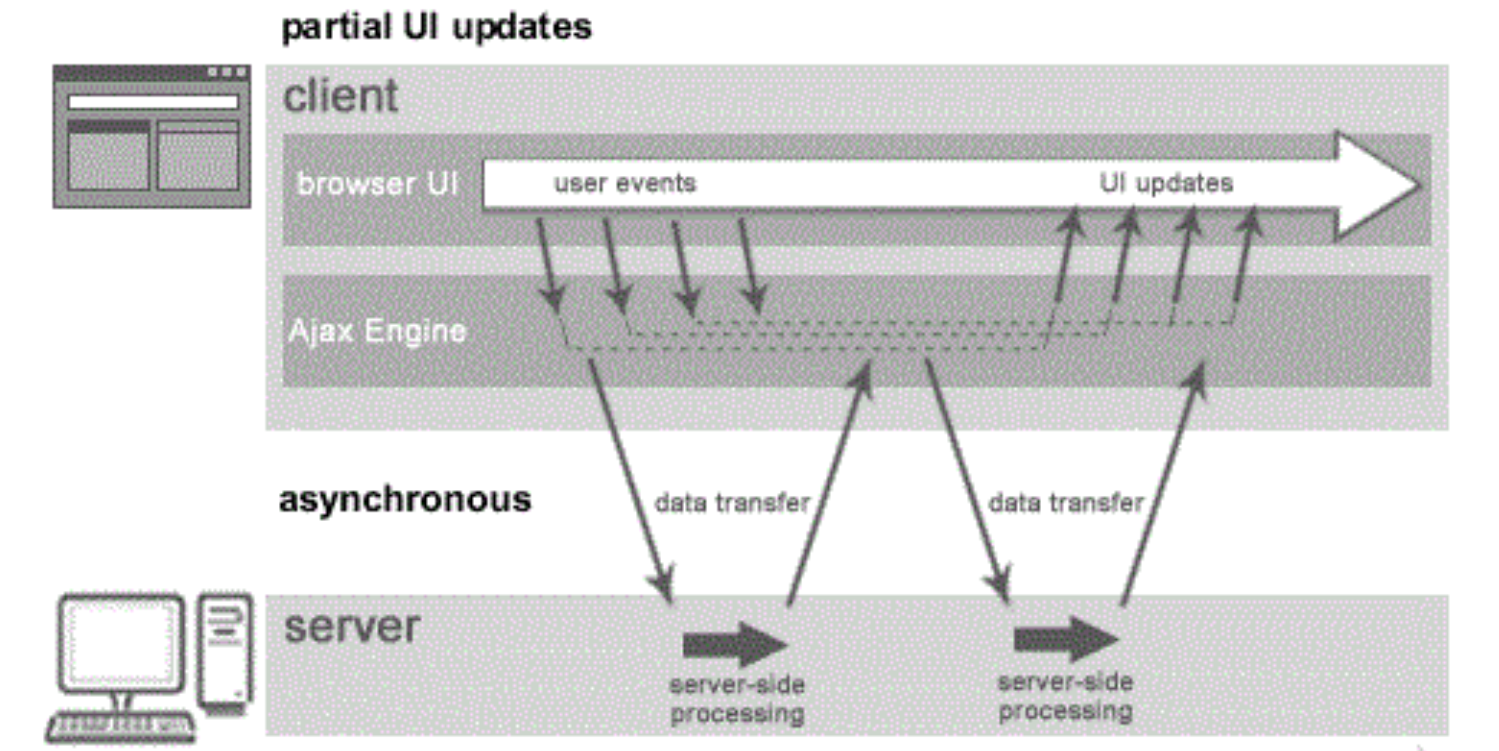 partial UI updates
client
browser UI
user events
UI updates
Ajax Engine
asynchronous
data transfer
data transfer
server
server-side
processing
server-side
processing